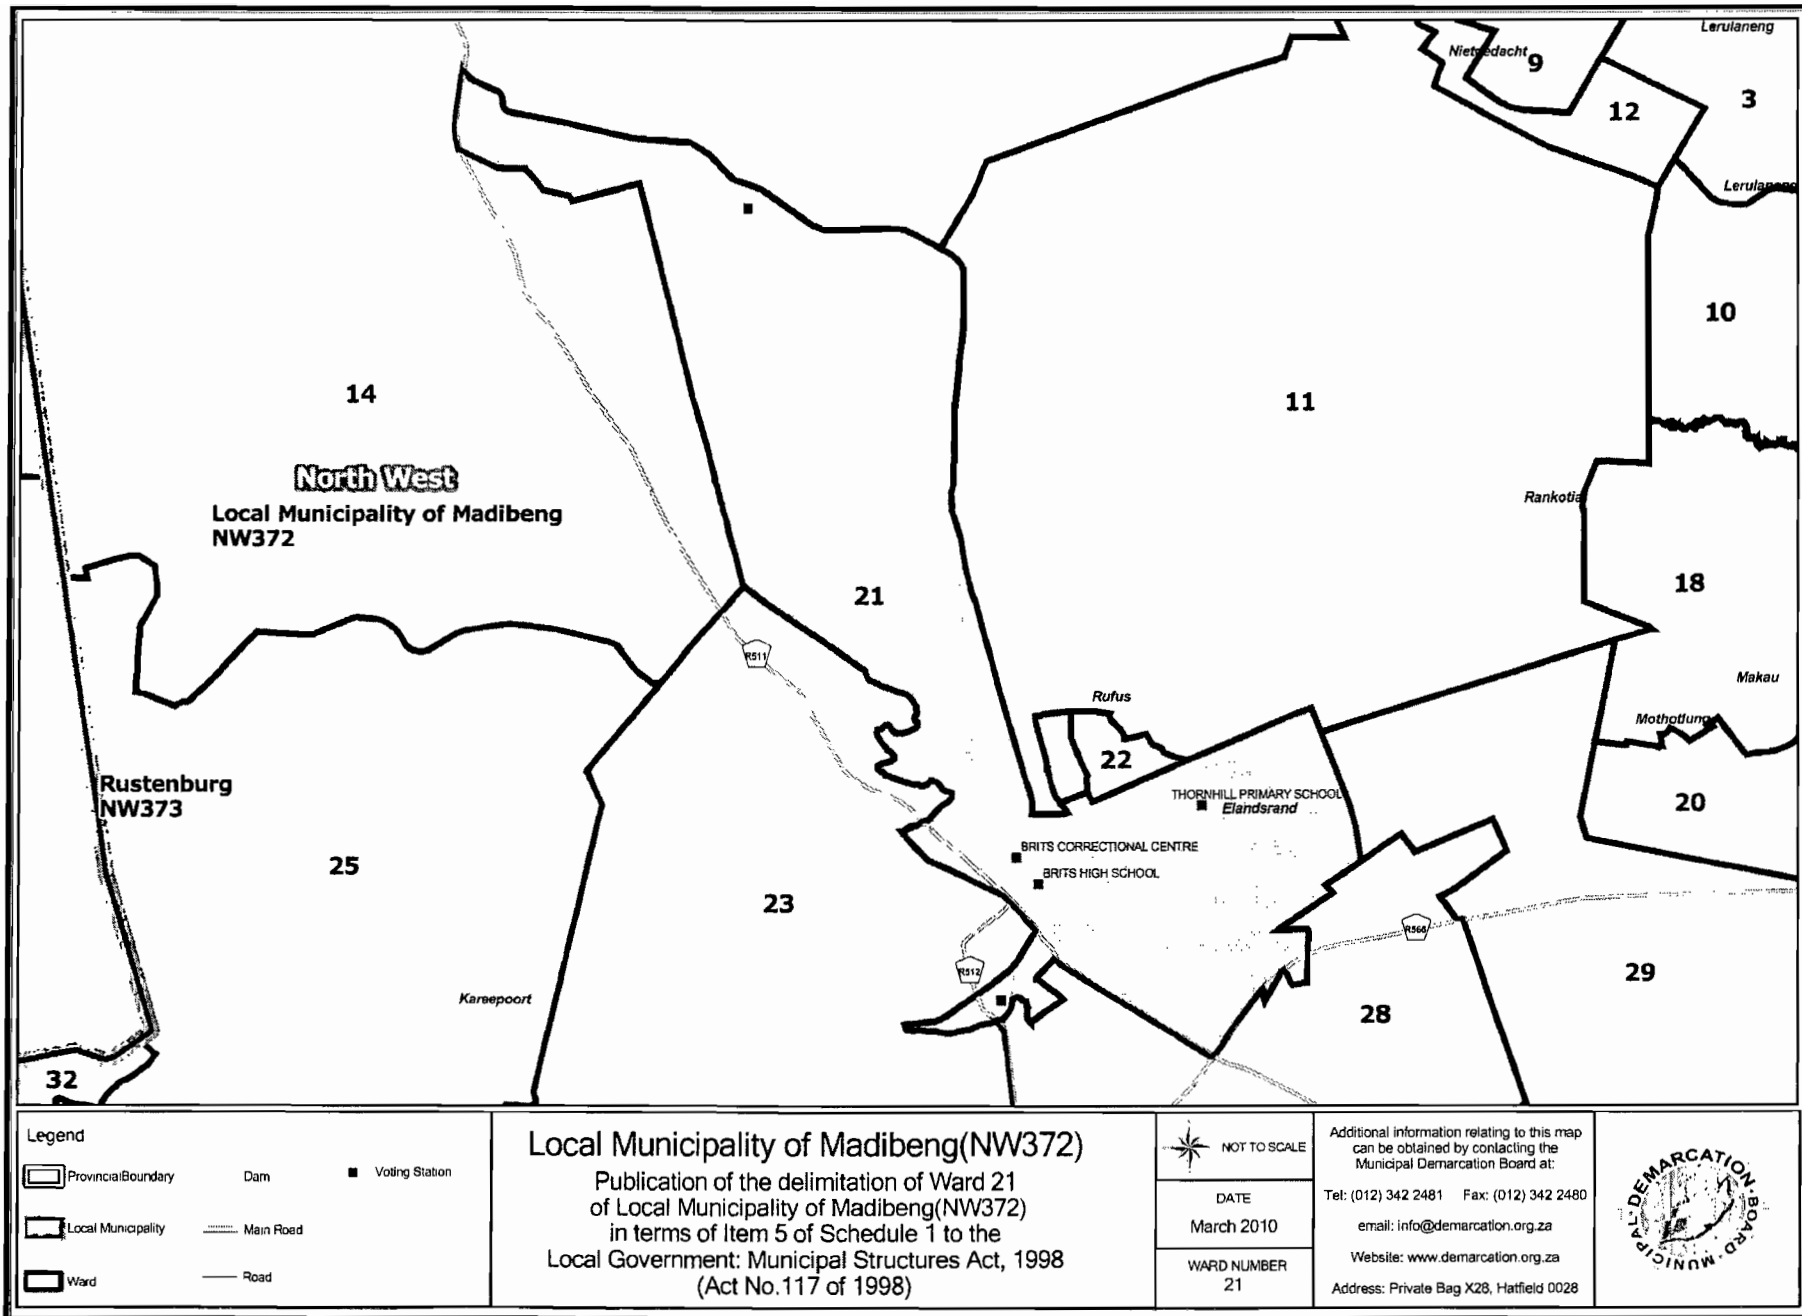 Lerulaneng
Nietgedacht
9
3
12
Lerulaneng
10
14
11
North West
Local Municipality of Madibeng
NW372
Rankotia
21
18
R511
Makau
Rufus
Mothotlung
22
Rustenburg
NW373
THORNHILL PRIMARY SCHOOL
Elandsrand
20
BRITS CORRECTIONAL CENTRE
25
BRITS HIGH SCHOOL
23
R566
R512
29
Kareepoort
28
32
Legend
ProvincialBoundary
Dam
Voting Station
Local Municipality
Main Road
Ward
Road
Local Municipality of Madibeng(NW372)
Publication of the delimitation of Ward 21
of Local Municipality of Madibeng(NW372)
in terms of Item 5 of Schedule 1 to the
Local Government: Municipal Structures Act, 1998
(Act No.117 of 1998)
NOT TO SCALE
DATE
March 2010
WARD NUMBER
21
Additional information relating to this map
can be obtained by contacting the
Municipal Demarcation Board at:
Tel: (012) 342 2481 Fax: (012) 342 2480
email: info@demarcation.org.za
Website: www.demarcation.org.za
Address: Private Bag X28, Hatfield 0028
MUNICIPAL DEMARCATION BOARD